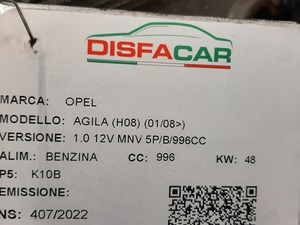 DISFACAR
MARCA: OPEL
MODELLO: AGILA (H08) (01/08>)
VERSIONE: 1.0 12V MNV 5P/B/996CC
ALIM.: BENZINA CC: 996 KW: 48
P5: K10B
EMISSIONE:
NS: 407/2022